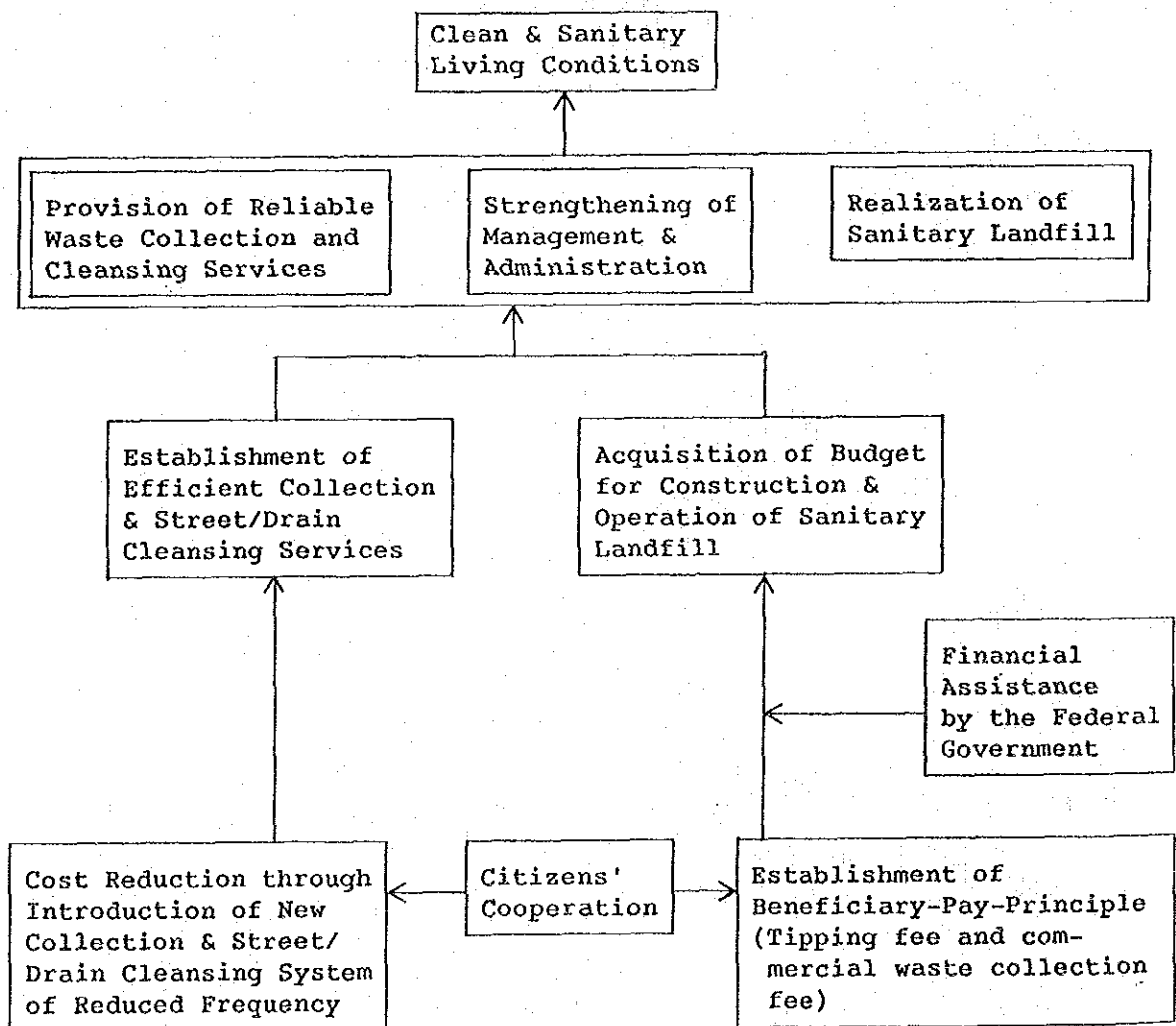 Clean & Sanitary
Living Conditions
Provision of Reliable
Waste Collection and
Cleansing Services
Strengthening of
Management &
Administration
Realization of
Sanitary Landfill
Establishment of
Efficient Collection
& Street/Drain
Cleansing Services
Acquisition of Budget
for Construction &
Operation of Sanitary
Landfill
Financial
Assistance
by the Federal
Government
Cost Reduction through
Introduction of New
Collection & Street/
Drain Cleansing System
of Reduced Frequency
Citizens'
Cooperation
Establishment of
Beneficiary-Pay-Principle
(Tipping fee and com-
mercial waste collection
fee)